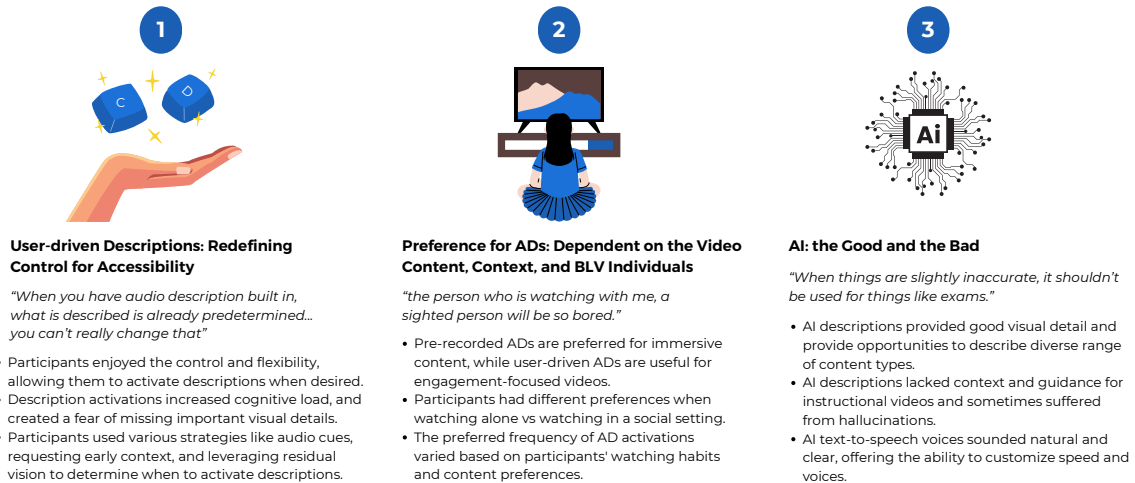 1
C
D
User-driven Descriptions: Redefining
Control for Accessibility
“When you have audio description built in,
what is described is already predetermined...
you can’t really change that”
• Participants enjoyed the control and flexibility,
allowing them to activate descriptions when desired.
• Description activations increased cognitive load, and
created a fear of missing important visual details.
• Participants used various strategies like audio cues,
requesting early context, and leveraging residual
vision to determine when to activate descriptions.
2
Preference for ADs: Dependent on the Video
Content, Context, and BLV Individuals
“the person who is watching with me, a
sighted person will be so bored.”
• Pre-recorded ADs are preferred for immersive
content, while user-driven ADs are useful for
engagement-focused videos.
• Participants had different preferences when
watching alone vs watching in a social setting.
• The preferred frequency of AD activations
varied based on participants' watching habits
and content preferences.
3
Ai
AI: the Good and the Bad
“When things are slightly inaccurate, it shouldn’t
be used for things like exams.”
• AI descriptions provided good visual detail and
provide opportunities to describe diverse range
of content types.
• AI descriptions lacked context and guidance for
instructional videos and sometimes suffered
from hallucinations.
• AI text-to-speech voices sounded natural and
clear, offering the ability to customize speed and
voices.